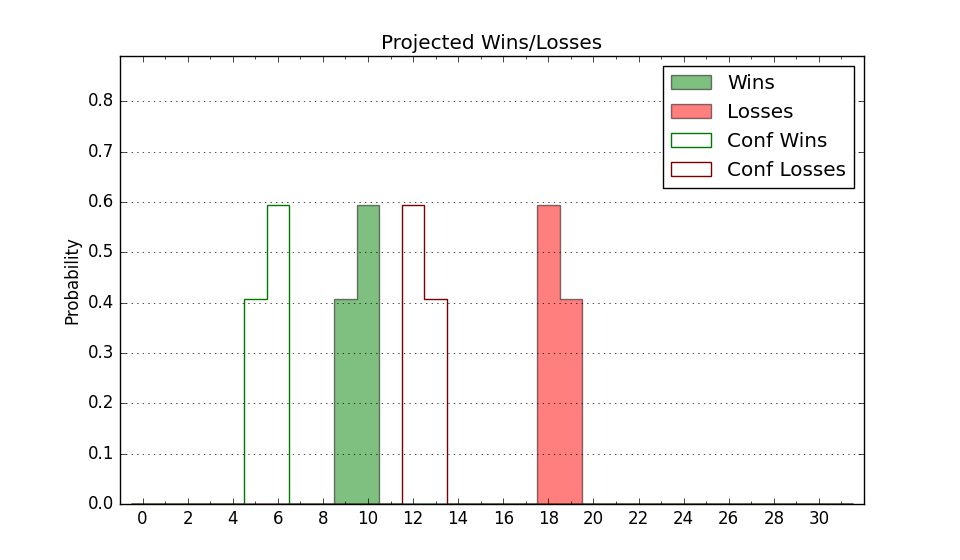 Projected Wins/Losses
Probability
0.8
0.7
0.6
0.5
0.4
0.3
0.2
0.1
0.0
Wins
Losses
Conf Wins
Conf Losses
0 2 4 6 8 10 12 14 16 18 20 22 24 26 28 30